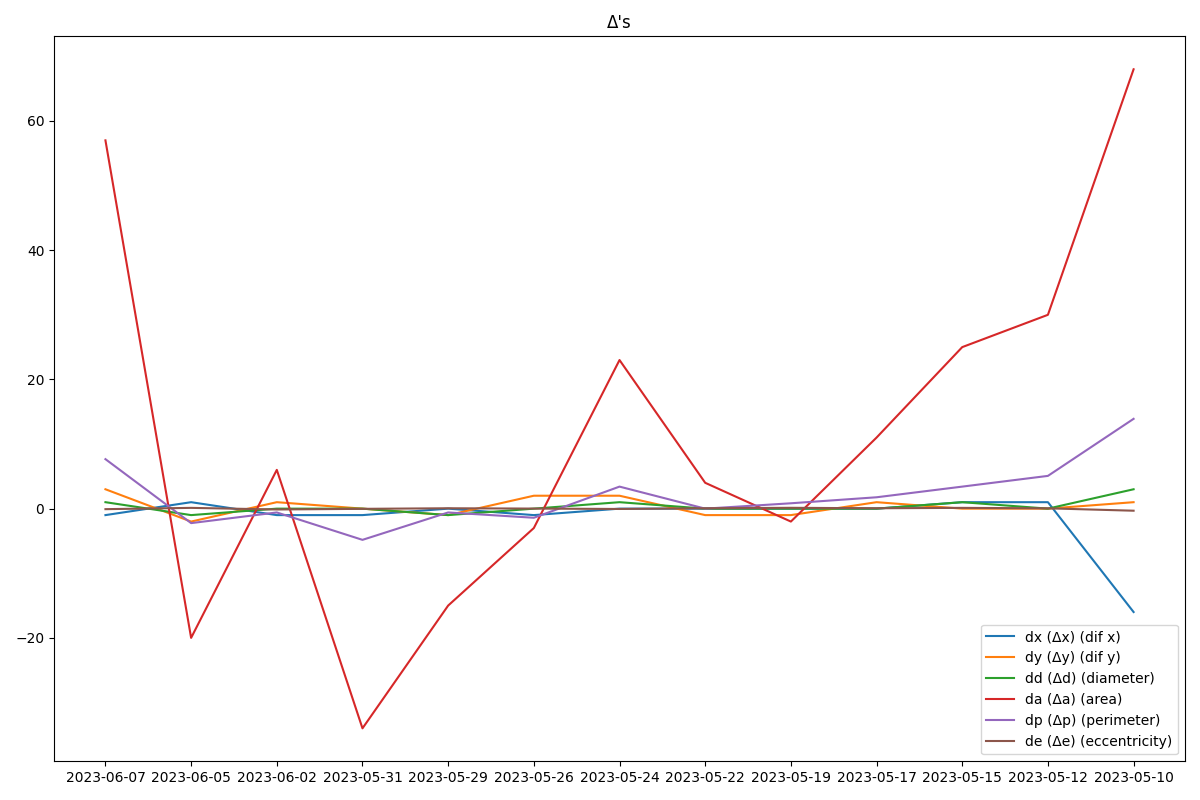 Δ's
60
40
20
0
−20
dx (Δx) (dif x)
dy (Δy) (dif y)
dd (Δd) (diameter)
da (Δa) (area)
dp (Δp) (perimeter)
de (Δe) (eccentricity)
2023-06-07 2023-06-05 2023-06-02 2023-05-31 2023-05-29 2023-05-26 2023-05-24 2023-05-22 2023-05-19 2023-05-17 2023-05-15 2023-05-12 2023-05-10